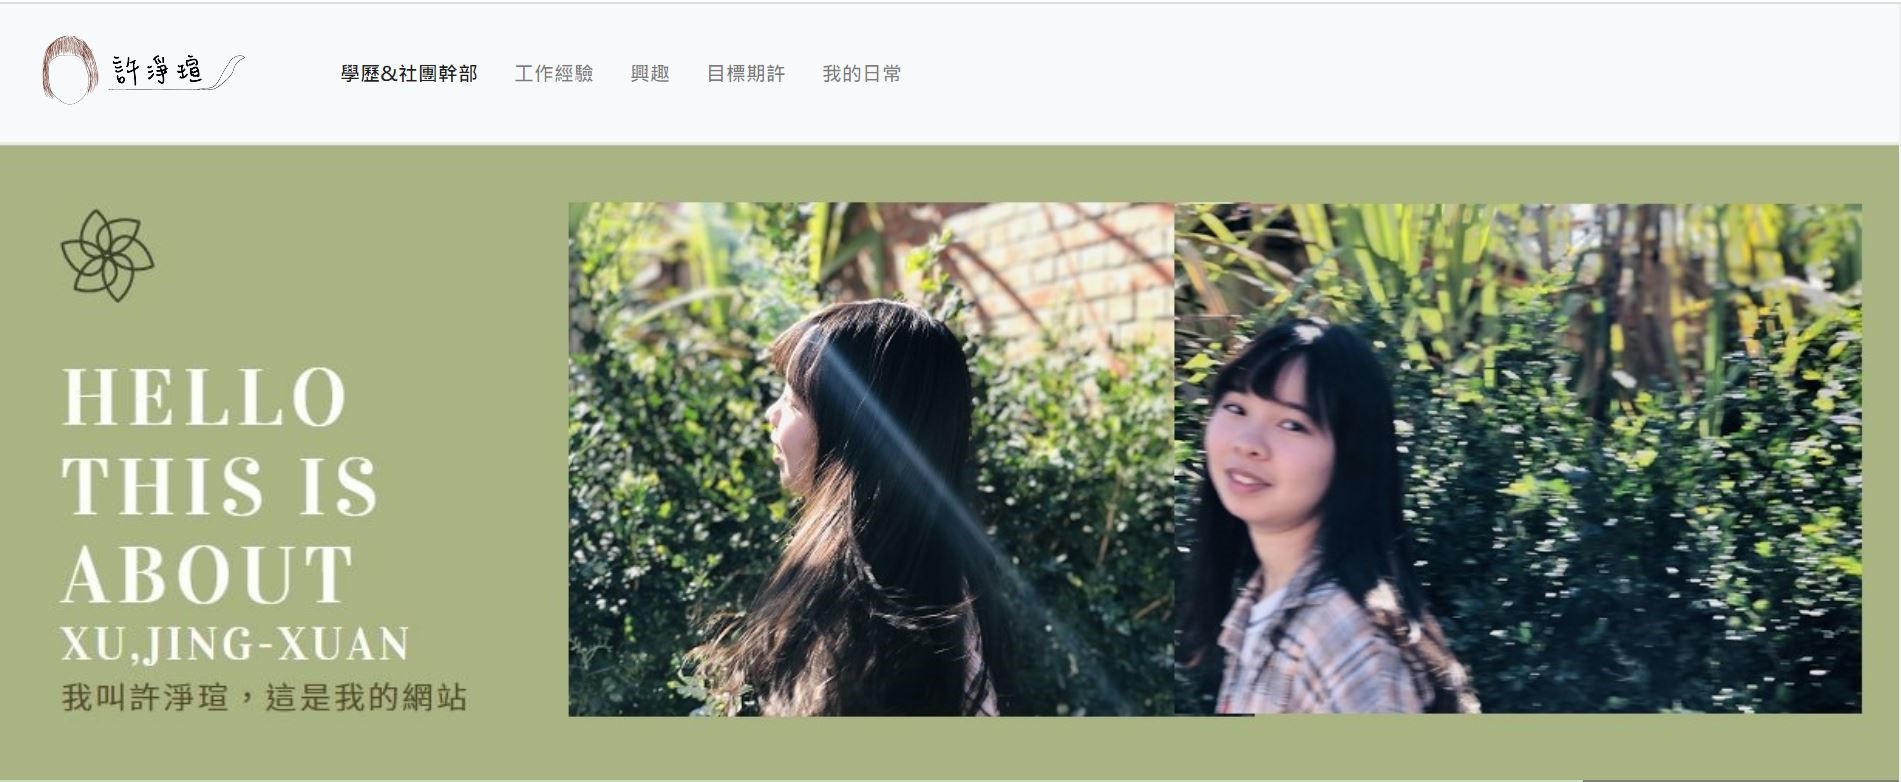 許淨瑄
學歷&社團幹部 工作經驗 興趣 目標期許 我的日常
HELLO
THIS IS
ABOUT
XU,JING-XUAN
我叫許淨瑄，這是我的網站